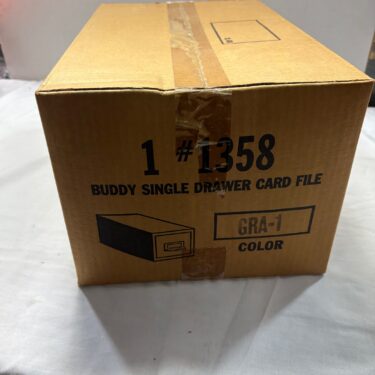 1 #1358
BUDDY SINGLE DRAWER CARD FILE
GRA-1
COLOR